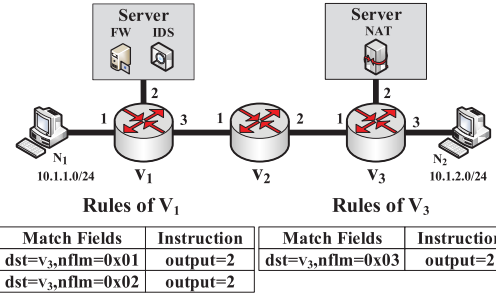 Server
FW IDS
Server
NAT
2
2
1
3
1
2
1
3
N1
10.1.1.0/24
V1
V2
V3
N2
10.1.2.0/24
Rules of V1
Rules of V3
Match Fields Instruction
dst=v3,nflm=0x01 output=2
dst=v3,nflm=0x02 output=2
Match Fields Instruction
dst=v3,nflm=0x03 output=2